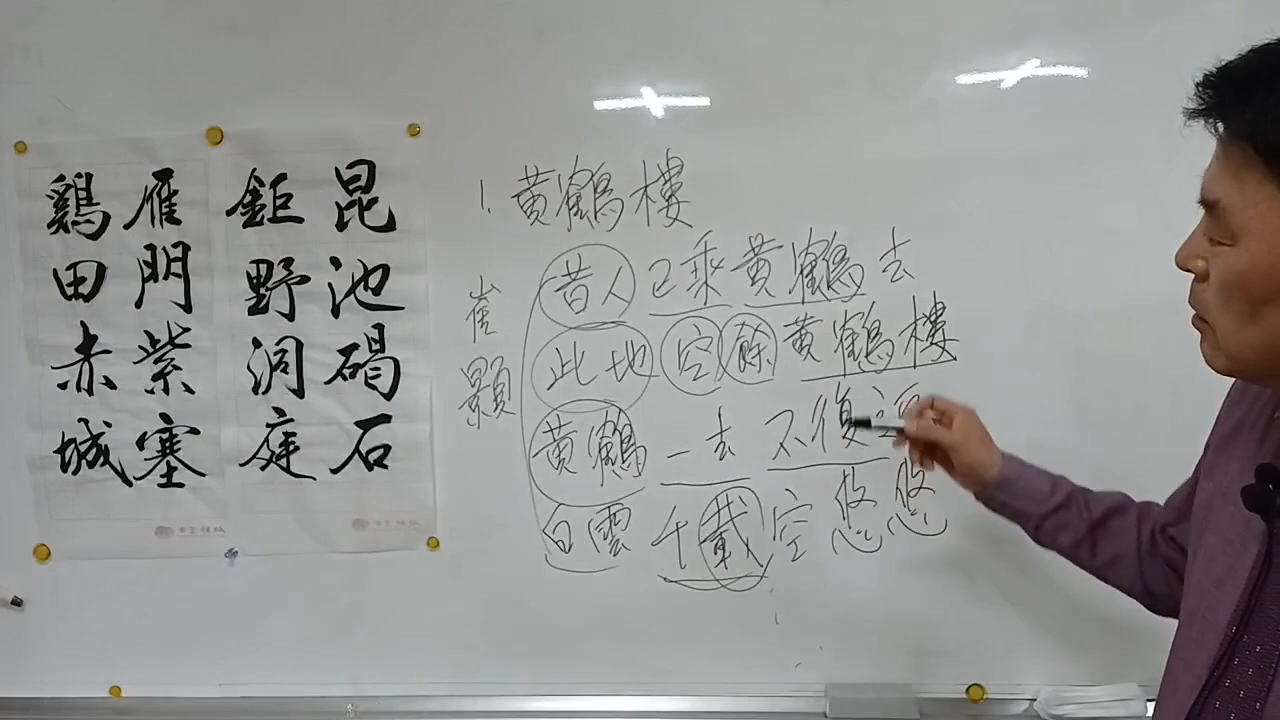 昆池碣石
鉅野洞庭
雁門紫塞
鷄田赤城
1. 黄鶴樓
崔顥
昔人已乘黄鶴去
此地空餘黄鶴樓
黄鶴一去不復返
白雲千載空悠悠